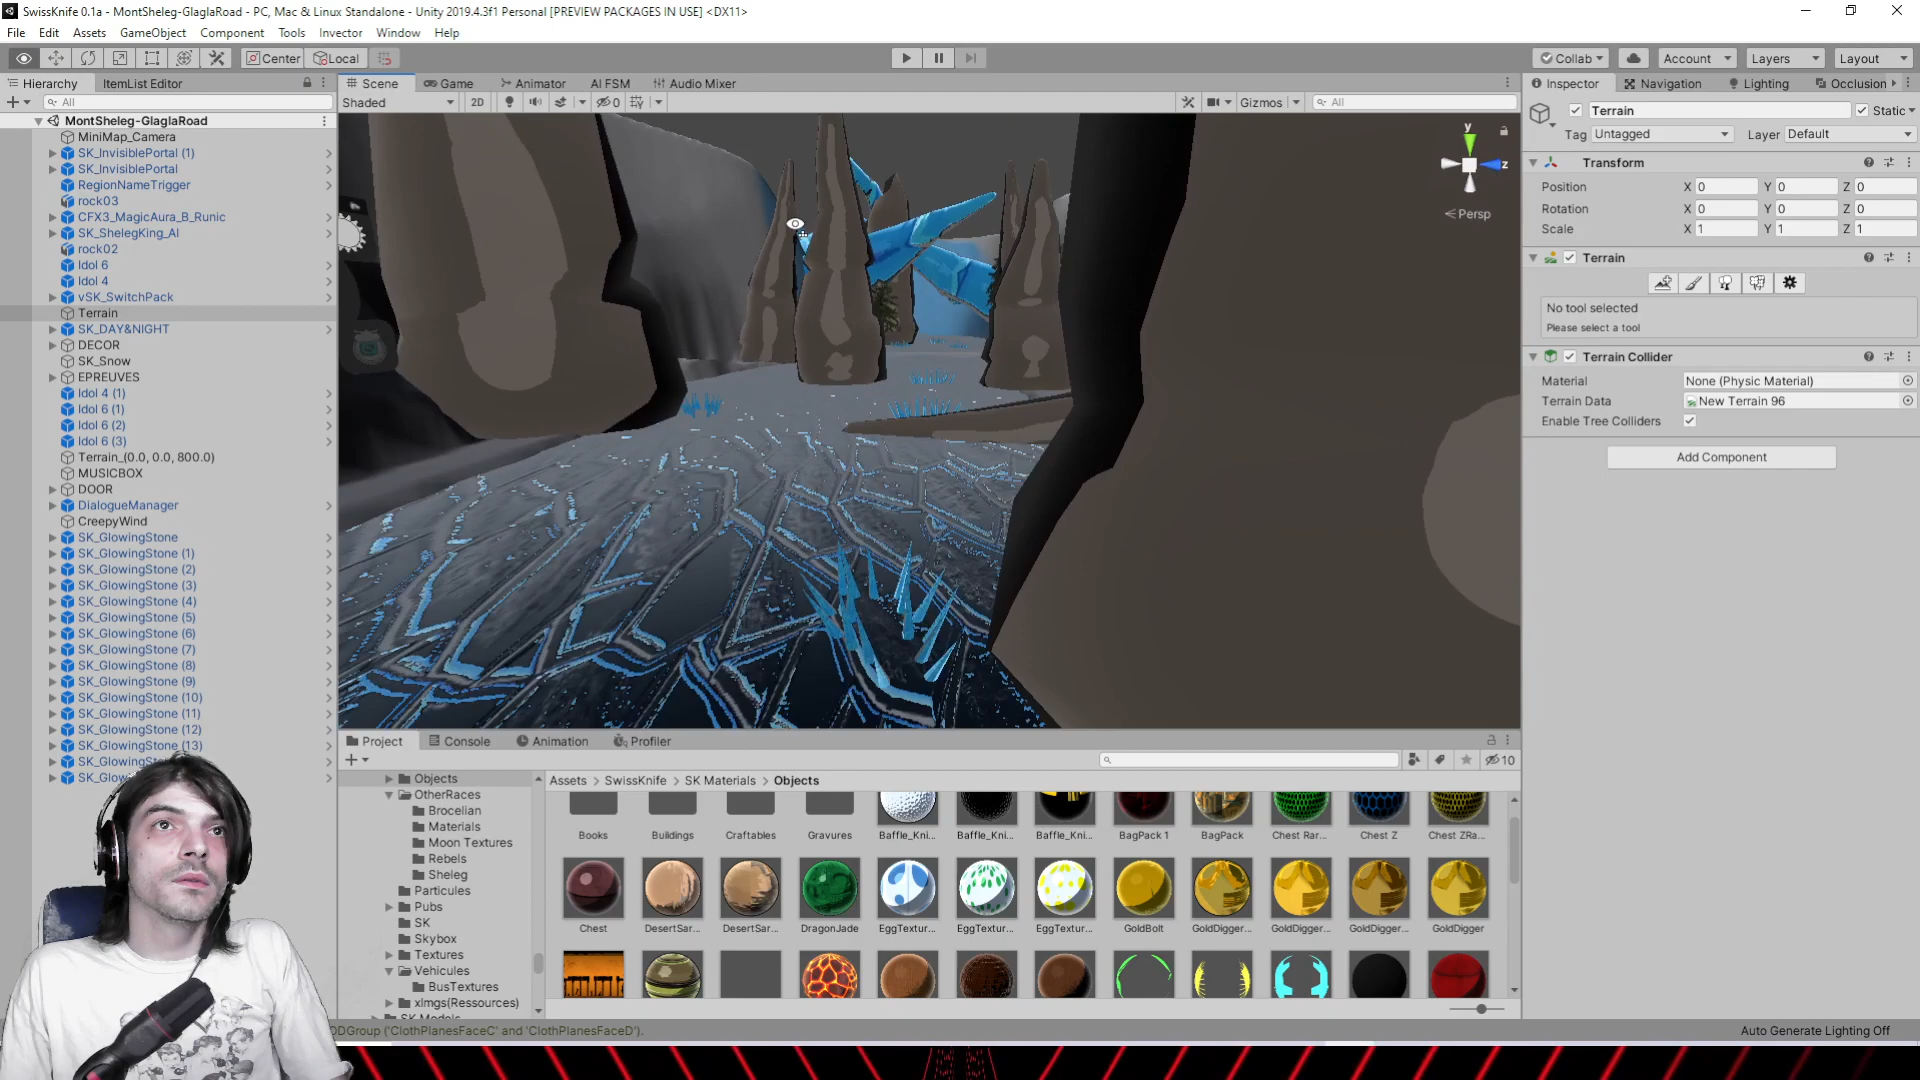 SwissKnife 0.1a - MontSheleg-GlaglaRoad - PC, Mac & Linux Standalone - Unity 2019.4.3f1 Personal [PREVIEW PACKAGES IN USE] <DX11>
File Edit Assets GameObject Component Tools Invector Window Help
Center Local Collab Account Layers Layout
Hierarchy ItemList Editor
All
MontSheleg-GlaglaRoad
MiniMap_Camera
SK_InvisiblePortal (1)
SK_InvisiblePortal
RegionNameTrigger
rock03
CFX3_MagicAura_B_Runic
SK_ShelegKing_AI
rock02
Idol 6
Idol 4
vSK_SwitchPack
Terrain
SK_DAY&NIGHT
DECOR
SK_Snow
EPREUVES
Idol 4 (1)
Idol 6 (1)
Idol 6 (2)
Idol 6 (3)
Terrain_(0.0, 0.0, 800.0)
MUSICBOX
DOOR
DialogueManager
CreepyWind
SK_GlowingStone
SK_GlowingStone (1)
SK_GlowingStone (2)
SK_GlowingStone (3)
SK_GlowingStone (4)
SK_GlowingStone (5)
SK_GlowingStone (6)
SK_GlowingStone (7)
SK_GlowingStone (8)
SK_GlowingStone (9)
SK_GlowingStone (10)
SK_GlowingStone (11)
SK_GlowingStone (12)
SK_GlowingStone (13)
Scene Game Animator AI FSM Audio Mixer
Shaded 2D 0 Gizmos All
y
z
Persp
Inspector Navigation Lighting Occlusion
Terrain Static
Tag Untagged Layer Default
Transform
Position X 0 Y 0 Z 0
Rotation X 0 Y 0 Z 0
Scale X 1 Y 1 Z 1
Terrain
No tool selected
Please select a tool
Terrain Collider
Material None (Physic Material)
Terrain Data New Terrain 96
Enable Tree Colliders
Add Component
Project Console Animation Profiler
10
Objects
OtherRaces
Brocelian
Materials
Moon Textures
Rebels
Sheleg
Particules
Pubs
SK
Skybox
Textures
Vehicules
BusTextures
xImgs(Ressources)
SK Models
Assets > SwissKnife > SK Materials > Objects
Books Buildings Craftables Gravures Baffle_Kni... Baffle_Kni... Baffle_Kni... BagPack 1 BagPack Chest Rar... Chest Z Chest ZRa...
Chest DesertSar... DesertSar... DragonJade EggTextur... EggTextur... EggTextur... GoldBolt GoldDigger... GoldDigger... GoldDigger... GoldDigger
ODGroup ('ClothPlanesFaceC' and 'ClothPlanesFaceD').
Auto Generate Lighting Off